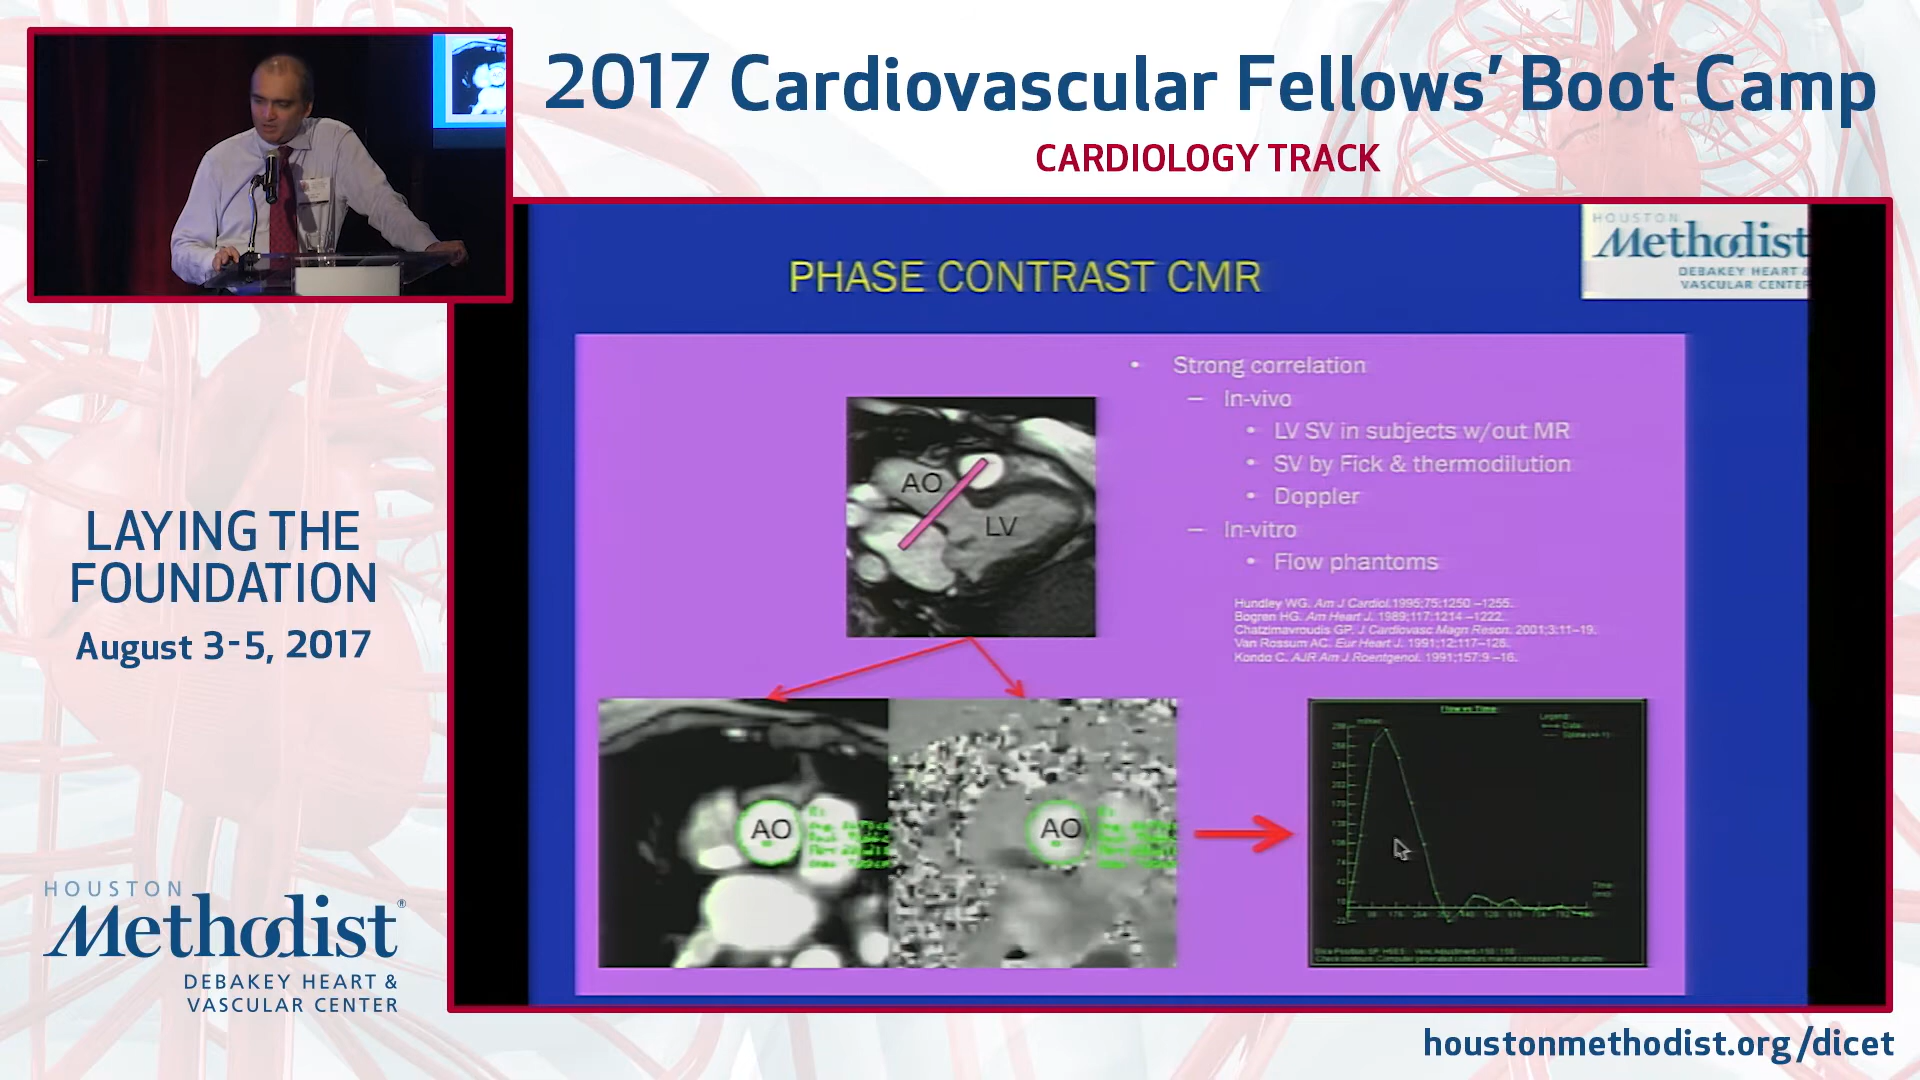 2017 Cardiovascular Fellows' Boot Camp
CARDIOLOGY TRACK
HOUSTON
Methodist
DEBAKEY HEART &
VASCULAR CENTER
PHASE CONTRAST CMR
• Strong correlation
– In-vivo
• LV SV in subjects w/out MR
• SV by Fick & thermodilution
• Doppler
– In-vitro
• Flow phantoms
Hundley WG. Am J Cardiol.1995;75:1250–1255.
Bogren HG. Am Heart J. 1989;117:1214–1222.
Chatzimavroudis GP. J Cardiovasc Magn Reson. 2001;3:11–19.
Van Rossum AC. Eur Heart J. 1991;12:117–126.
Kondo C. AJR Am J Roentgenol. 1991;157:9–16.
AO
LV
AO
AO
Flow vs Time
LAYING THE
FOUNDATION
August 3-5, 2017
HOUSTON
Methodist®
DEBAKEY HEART &
VASCULAR CENTER
houstonmethodist.org/dicet